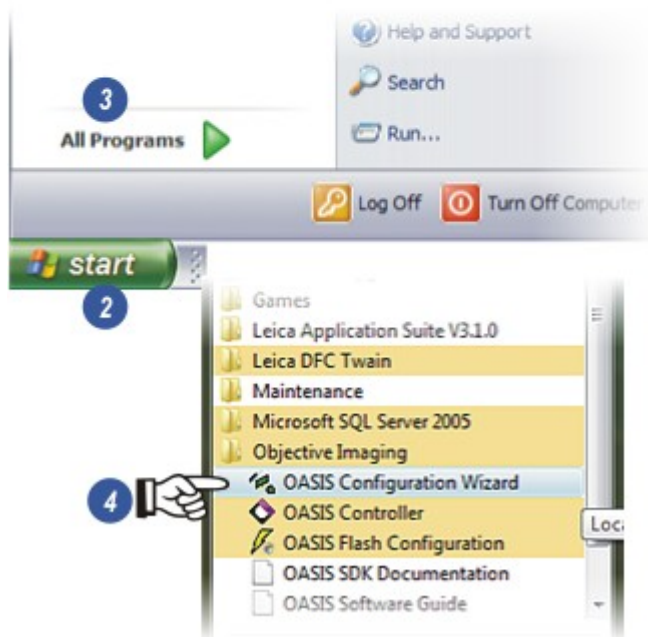 Help and Support
Search
Run...
3
All Programs
Log Off
Turn Off Computer
start
2
Games
Leica Application Suite V3.1.0
Leica DFC Twain
Maintenance
Microsoft SQL Server 2005
Objective Imaging
4
OASIS Configuration Wizard
OASIS Controller
Loca
OASIS Flash Configuration
OASIS SDK Documentation
OASIS Software Guide